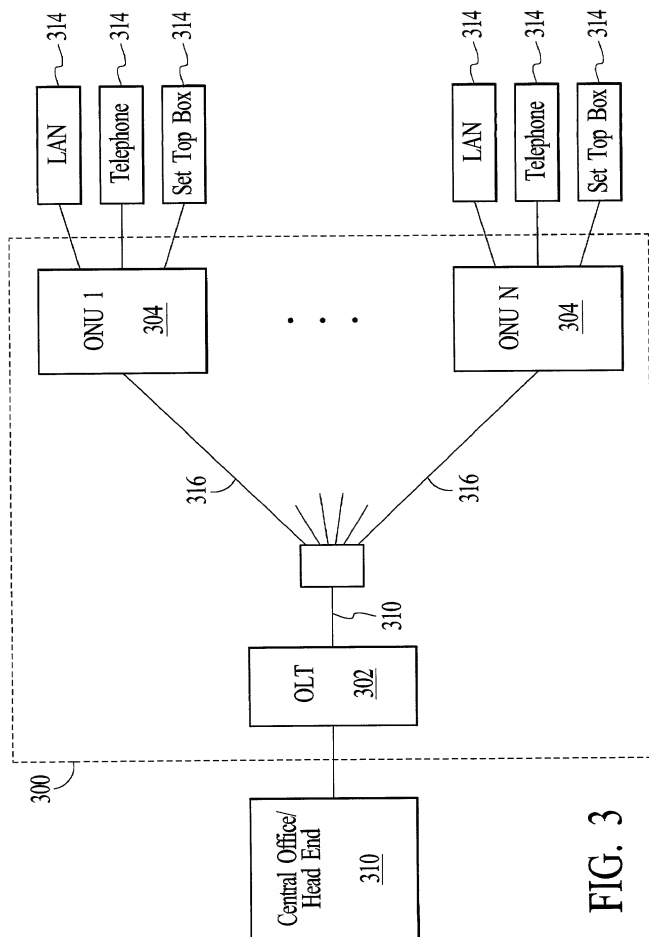 300
Central Office/
Head End
310
OLT
302
310
316
316
ONU 1
304
ONU N
304
LAN
314
Telephone
314
Set Top Box
314
LAN
314
Telephone
314
Set Top Box
314
FIG. 3